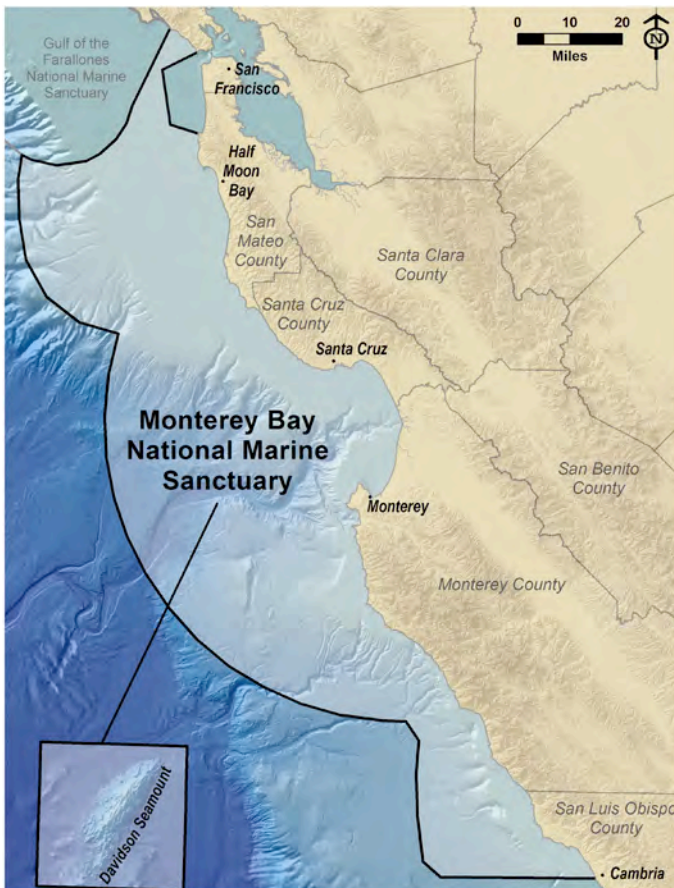 Gulf of the
Farallones
National Marine
Sanctuary
0 10 20
Miles
N
San
Francisco
Half
Moon
Bay
San
Mateo
County
Santa Clara
County
Santa Cruz
County
Santa Cruz
Monterey Bay
National Marine
Sanctuary
San Benito
County
Monterey
Monterey County
Davidson Seamount
San Luis Obispo
County
Cambria